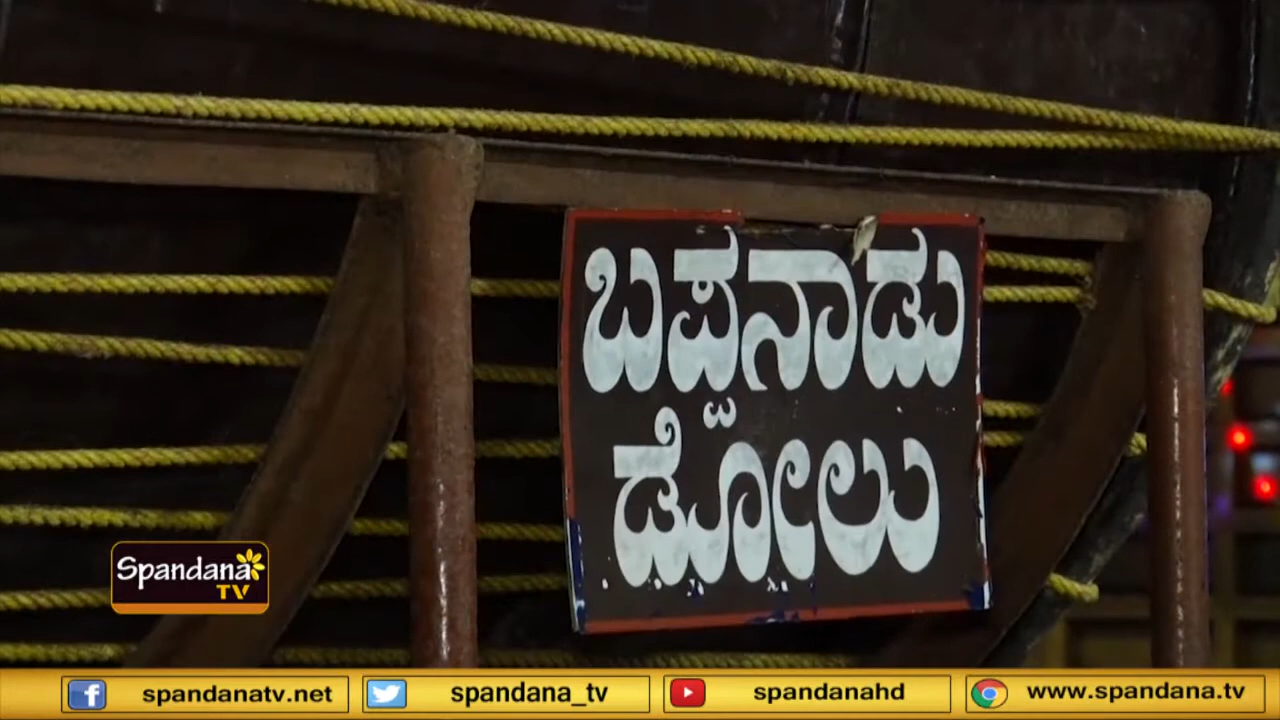 ಬಪ್ಪನಾಡು
ಡೋಲು
Spandana
TV
spandanatv.net
spandana_tv
spandanahd
www.spandana.tv